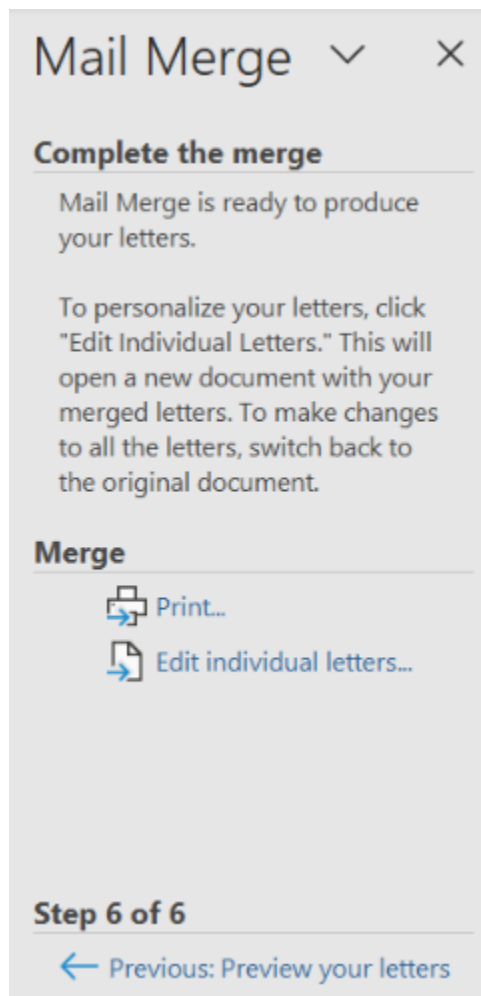 Mail Merge
Complete the merge
Mail Merge is ready to produce
your letters.
To personalize your letters, click
"Edit Individual Letters." This will
open a new document with your
merged letters. To make changes
to all the letters, switch back to
the original document.
Merge
Print...
Edit individual letters...
Step 6 of 6
Previous: Preview your letters